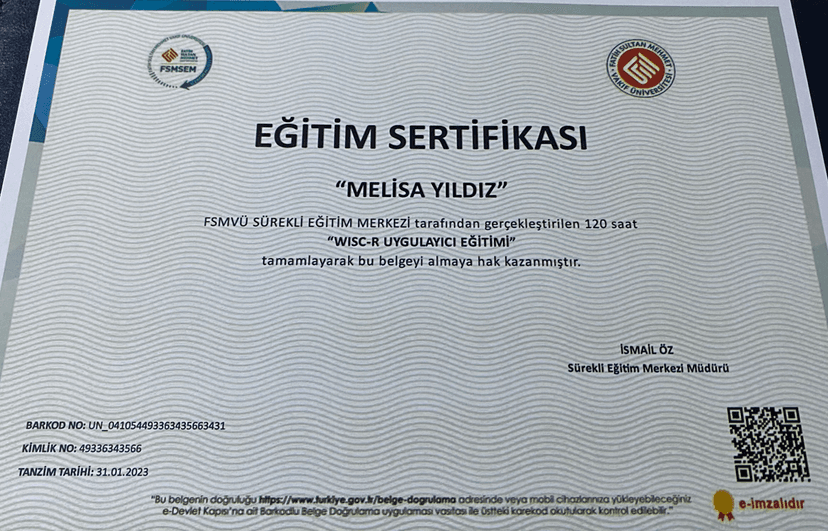 FSMSEM
FATİH SULTAN MEHMET
VAKIF ÜNİVERSİTESİ
EĞİTİM SERTİFİKASI
“MELİSA YILDIZ”
FSMVÜ SÜREKLİ EĞİTİM MERKEZİ tarafından gerçekleştirilen 120 saat
“WISC-R UYGULAYICI EĞİTİMİ”
tamamlayarak bu belgeyi almaya hak kazanmıştır.
İSMAİL ÖZ
Sürekli Eğitim Merkezi Müdürü
BARKOD NO: UN_041054493363435663431
KİMLİK NO: 49336343566
TANZİM TARİHİ: 31.01.2023
"Bu belgenin doğruluğu https://www.turkiye.gov.tr/belge-dogrulama adresinde veya mobil cihazlarınıza yükleyebileceğiniz
e-Devlet Kapısı'na ait Barkodlu Belge Doğrulama uygulaması vasıtası ile üstteki karekod okutularak kontrol edilebilir."
e-imzalıdır